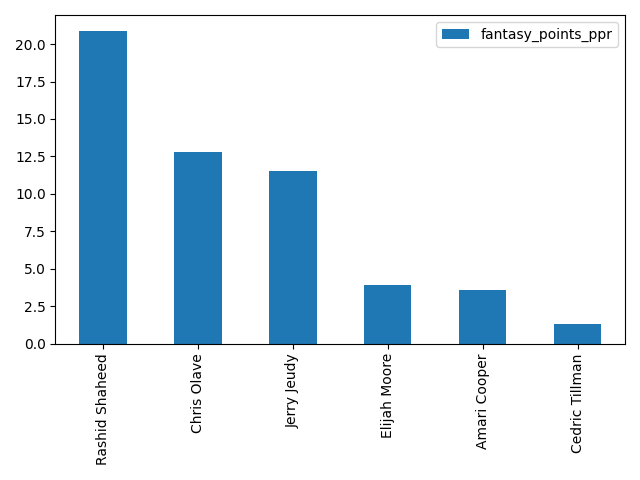 fantasy_points_ppr
20.0
17.5
15.0
12.5
10.0
7.5
5.0
2.5
0.0
Rashid Shaheed
Chris Olave
Jerry Jeudy
Elijah Moore
Amari Cooper
Cedric Tillman